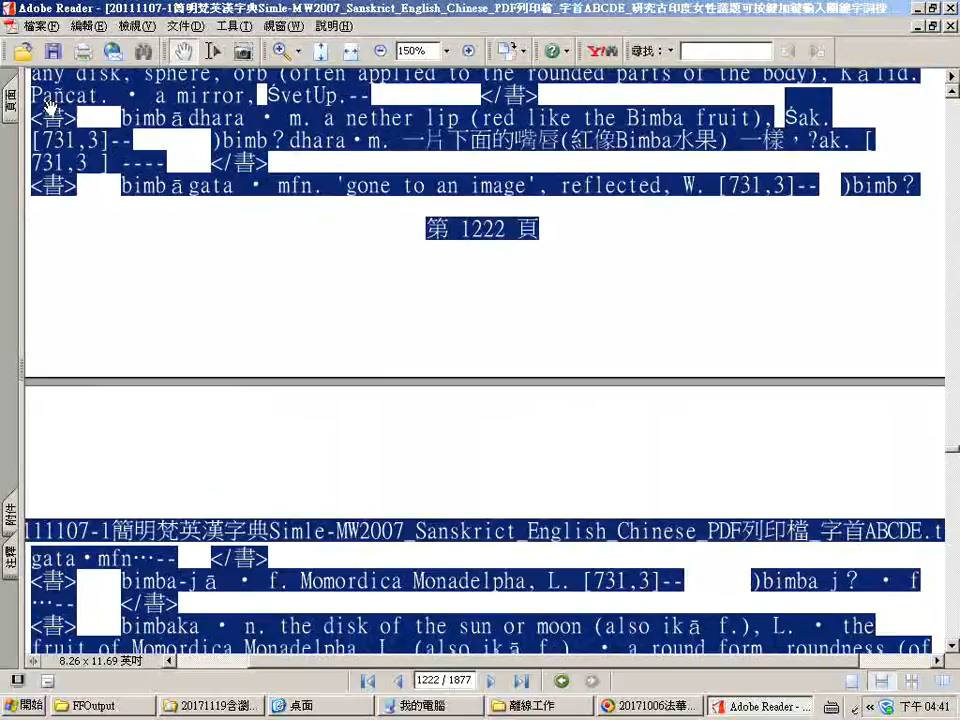 Adobe Reader - [20111107-1簡明梵英漢字典Simle-MW2007_Sanskrict_English_Chinese_PDF列印檔_字首ABCDE_研究古印度女性議題可按鍵加鍵輸入關鍵字詞搜
檔案(F) 編輯(E) 檢視(V) 文件(D) 工具(T) 視窗(W) 說明(H)
150% Y! 尋找：
頁面
any disk, sphere, orb (often applied to the rounded parts of the body), Kālid.
Pañcat. · a mirror, ŚvetUp.-- </書>
<書> bimbādhara · m. a nether lip (red like the Bimba fruit), Śak.
[731,3]-- )bimb？dhara·m. 一片下面的嘴唇(紅像Bimba水果) 一樣，?ak. [
731,3 ] ---- </書>
<書> bimbāgata · mfn. 'gone to an image', reflected, W. [731,3]-- )bimb？
第 1222 頁
附件
注釋
111107-1簡明梵英漢字典Simle-MW2007_Sanskrict_English_Chinese_PDF列印檔_字首ABCDE.t
gata·mfn…-- </書>
<書> bimba-jā · f. Momordica Monadelpha, L. [731,3]-- )bimba j？ · f
…-- </書>
<書> bimbaka · n. the disk of the sun or moon (also ikā f.), L. · the
fruit of Momordica Monadelpha, L. (also ikā f.) · a round form, roundness (of
8.26 x 11.69 英吋
1222 / 1877
開始 FFOutput 20171119含瀏... 桌面 我的電腦 離線工作 20171006法華... Adobe Reader - ... 下午 04:41